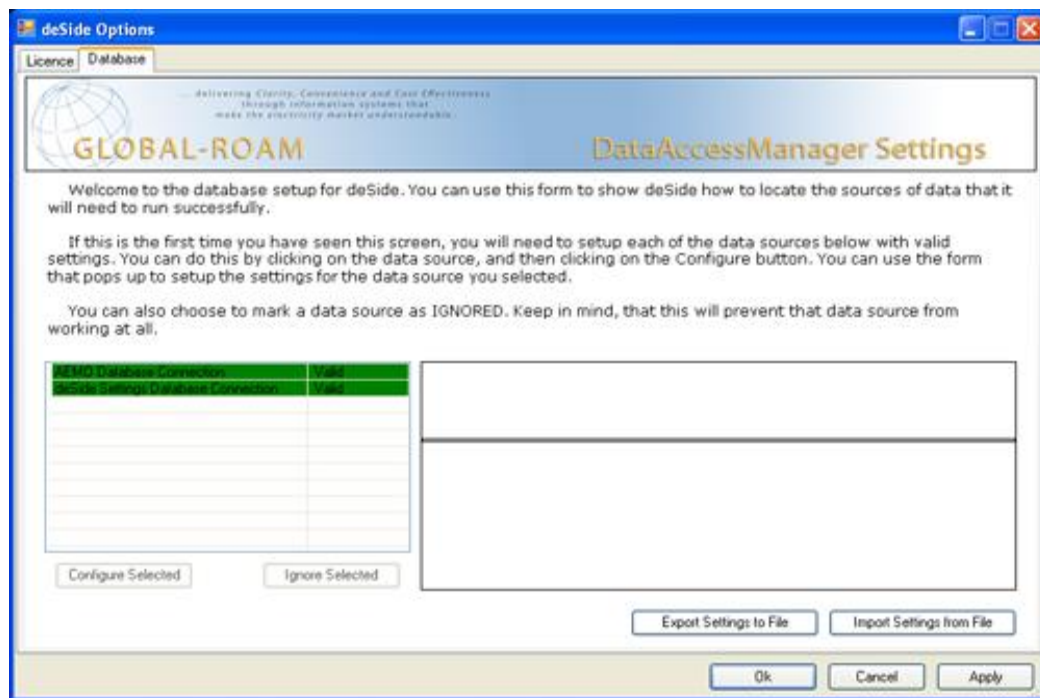 deSide Options
Licence Database
... delivering Clarity, Convenience and Cost Effectiveness
through information systems that
make the electricity market understandable.
GLOBAL-ROAM DataAccessManager Settings
Welcome to the database setup for deSide. You can use this form to show deSide how to locate the sources of data that it
will need to run successfully.
If this is the first time you have seen this screen, you will need to setup each of the data sources below with valid
settings. You can do this by clicking on the data source, and then clicking on the Configure button. You can use the form
that pops up to setup the settings for the data source you selected.
You can also choose to mark a data source as IGNORED. Keep in mind, that this will prevent that data source from
working at all.
AEMO Database Connection Valid
deSide Settings Database Connection Valid
Configure Selected Ignore Selected
Export Settings to File Import Settings from File
Ok Cancel Apply